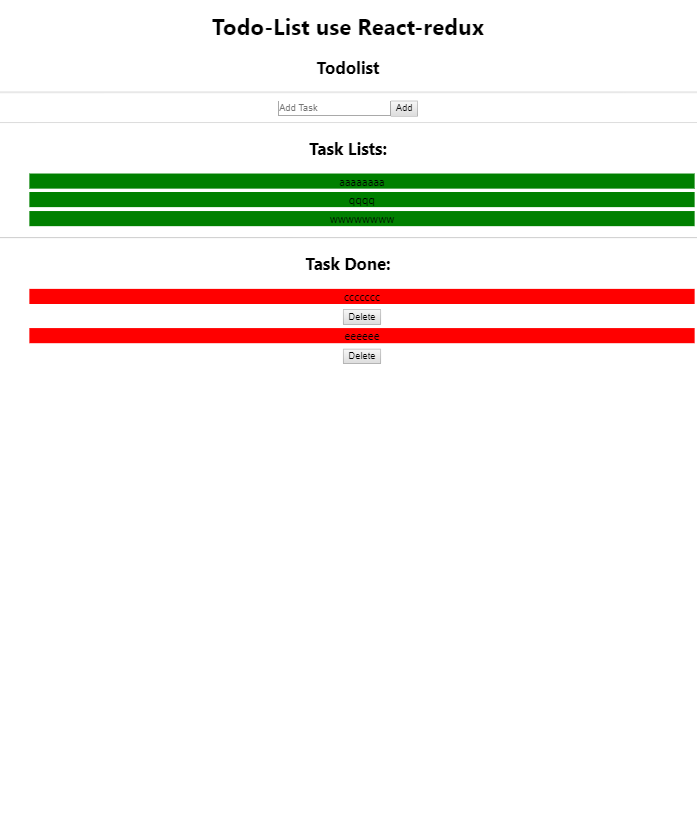 Todo-List use React-redux
Todolist
Add Task Add
Task Lists:
aaaaaaaa
qqqq
wwwwwwww
Task Done:
ccccccc
Delete
eeeeee
Delete